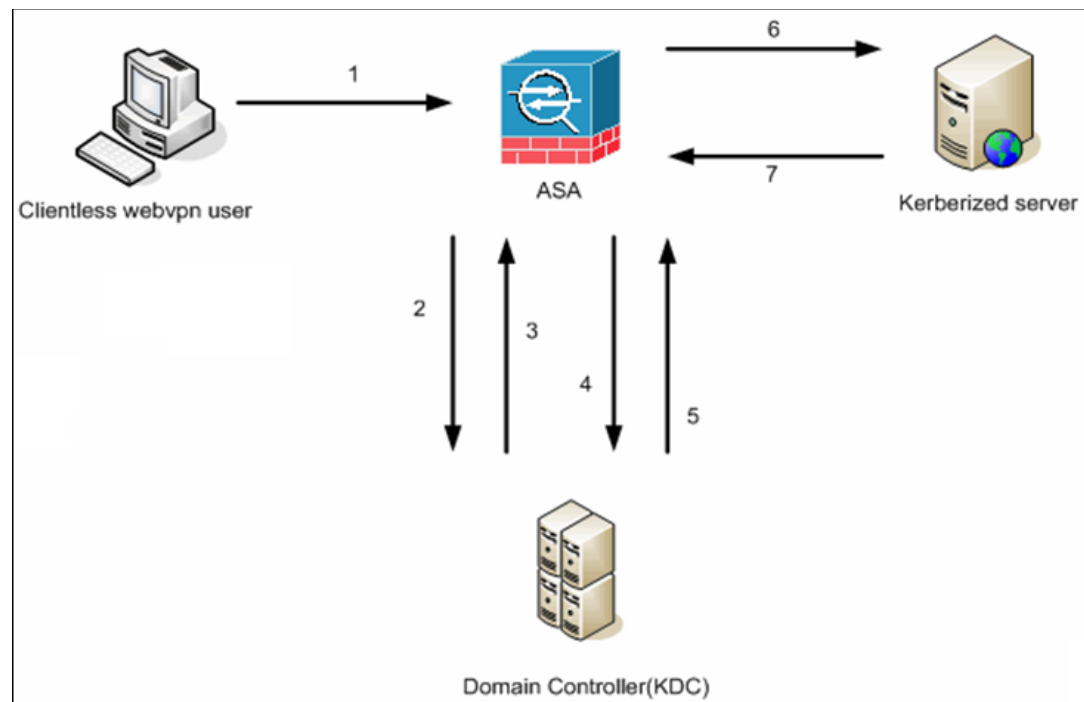 6
1
7
ASA
Clientless webvpn user
Kerberized server
2
3
4
5
Domain Controller(KDC)